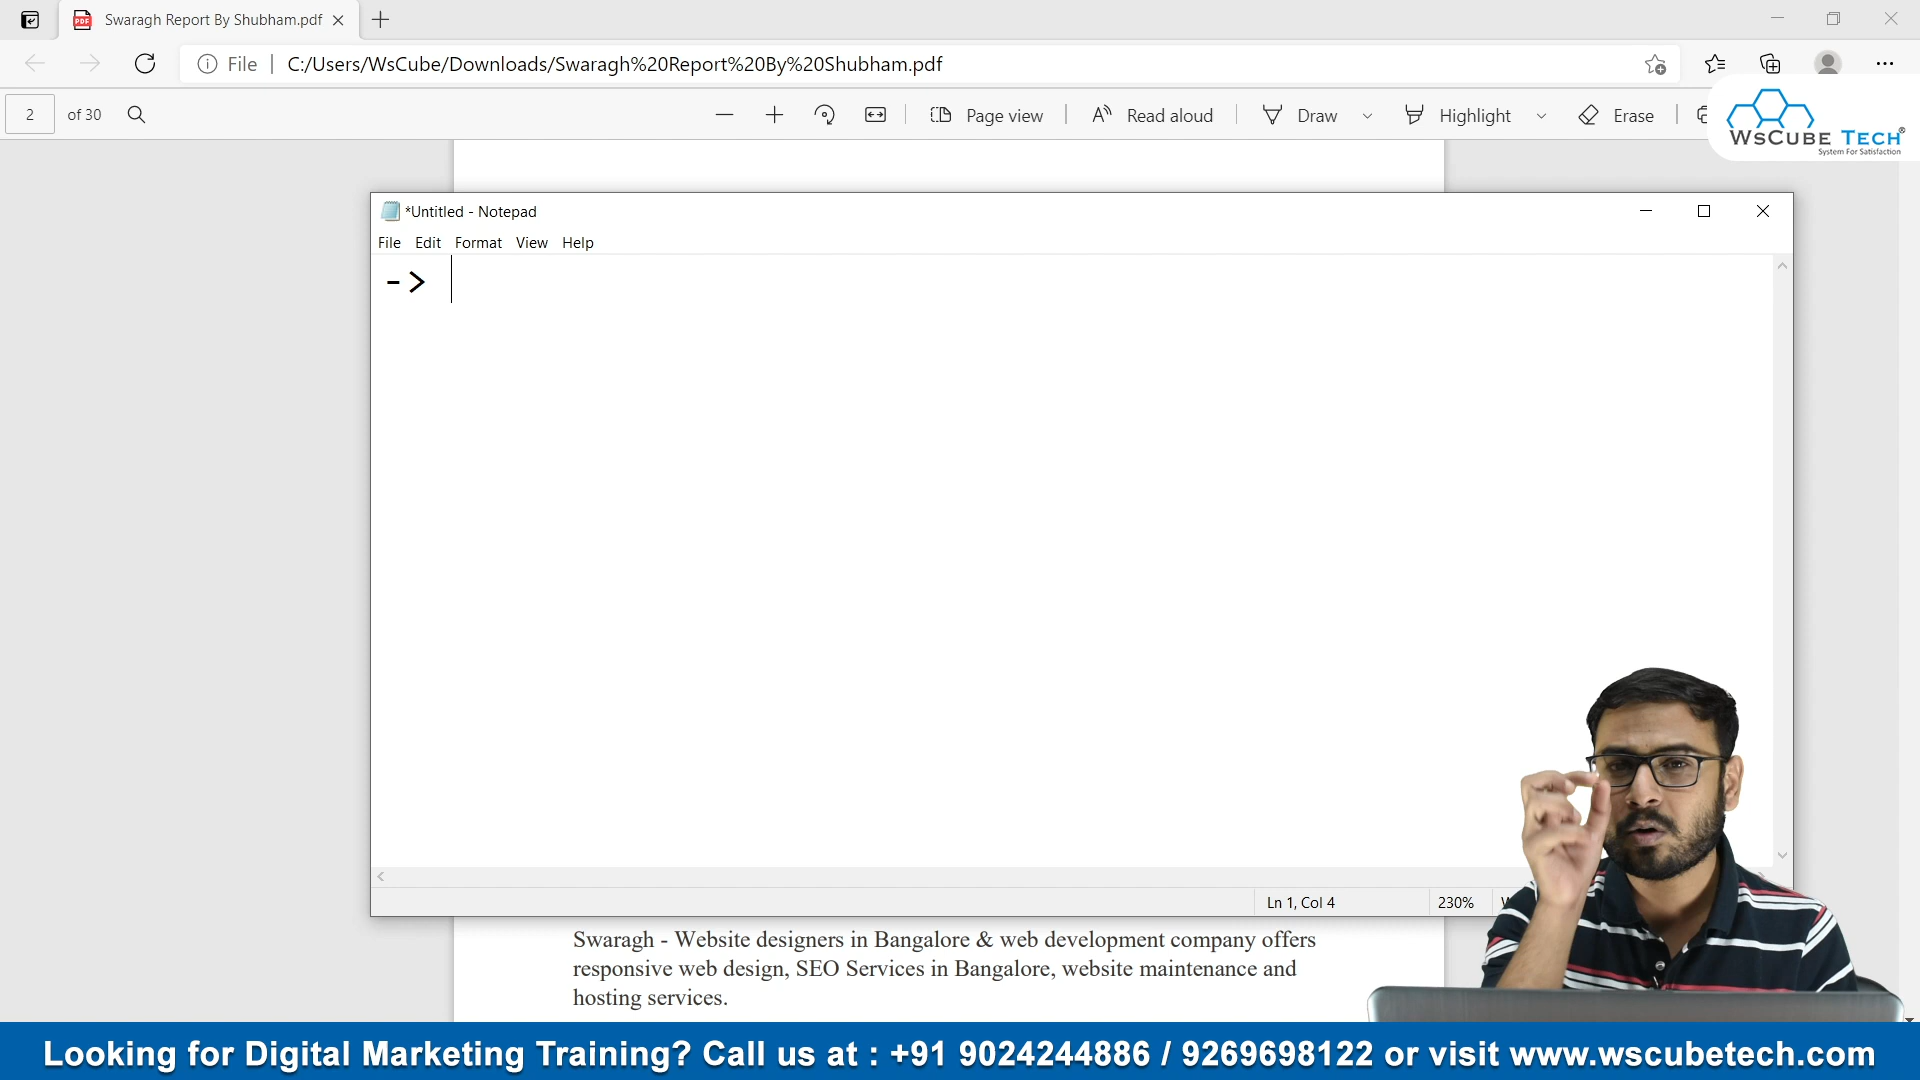 Swaragh Report By Shubham.pdf
File
C:/Users/WsCube/Downloads/Swaragh%20Report%20By%20Shubham.pdf
2 of 30
Page view
Read aloud
Draw
Highlight
Erase
WsCube Tech®
System For Satisfaction
*Untitled - Notepad
File Edit Format View Help
->
Ln 1, Col 4
230%
Swaragh - Website designers in Bangalore & web development company offers
responsive web design, SEO Services in Bangalore, website maintenance and
hosting services.
Looking for Digital Marketing Training? Call us at : +91 9024244886 / 9269698122 or visit www.wscubetech.com